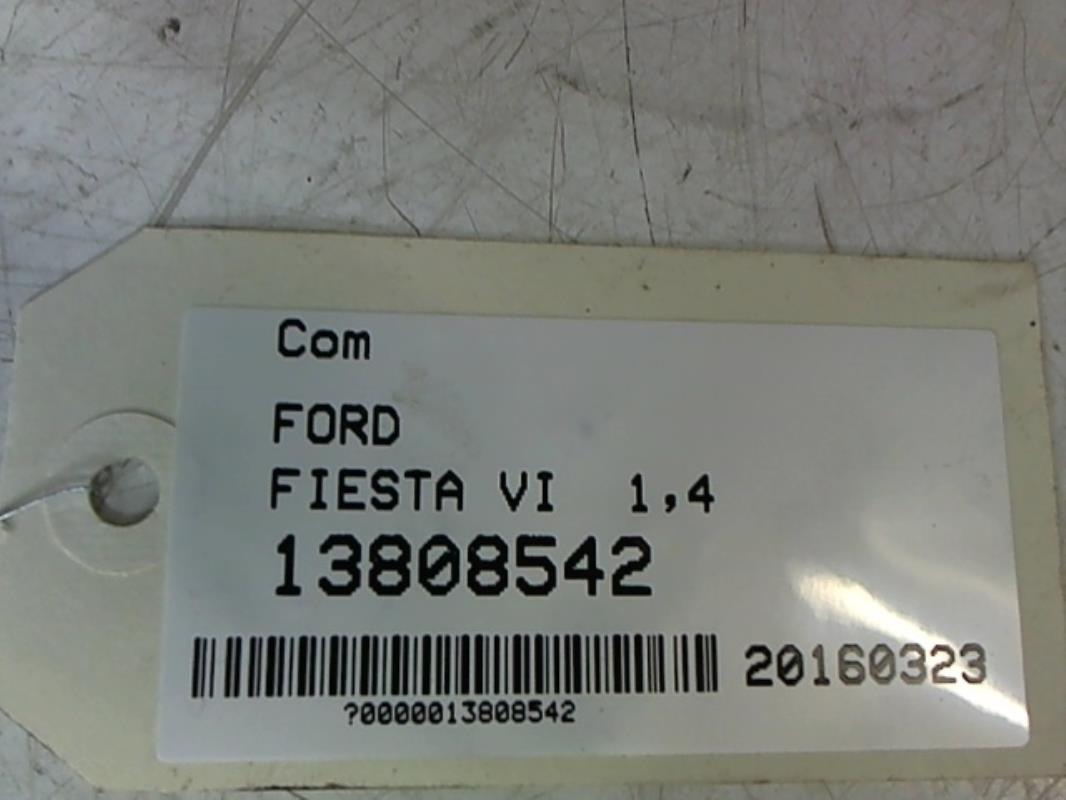 Com
FORD
FIESTA VI 1,4
13808542
20160323
?0000013808542